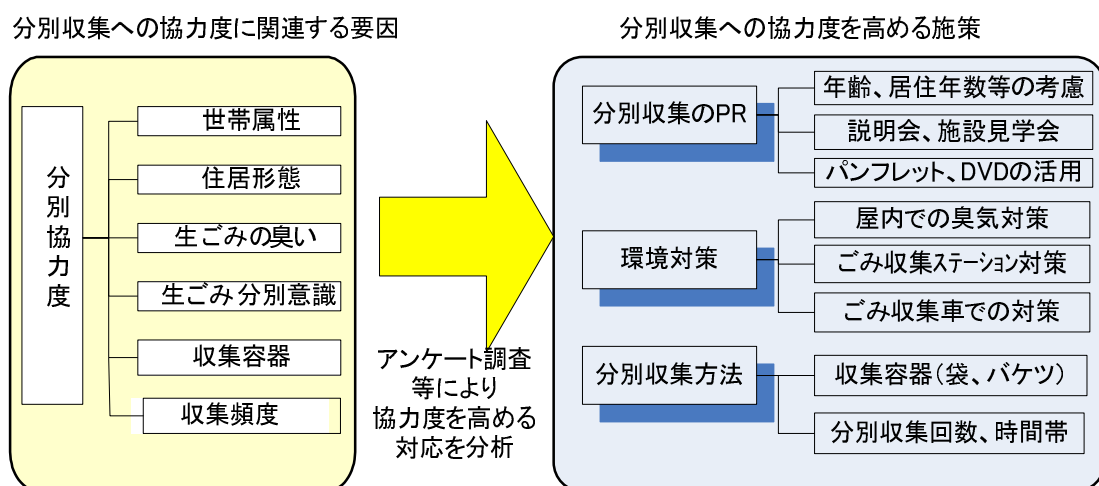 分別収集への協力度に関連する要因
分別協力度
世帯属性
住居形態
生ごみの臭い
生ごみ分別意識
収集容器
収集頻度
アンケート調査
等により
協力度を高める
対応を分析
分別収集への協力度を高める施策
分別収集のPR
年齢、居住年数等の考慮
説明会、施設見学会
パンフレット、DVDの活用
環境対策
屋内での臭気対策
ごみ収集ステーション対策
ごみ収集車での対策
分別収集方法
収集容器(袋、バケツ)
分別収集回数、時間帯